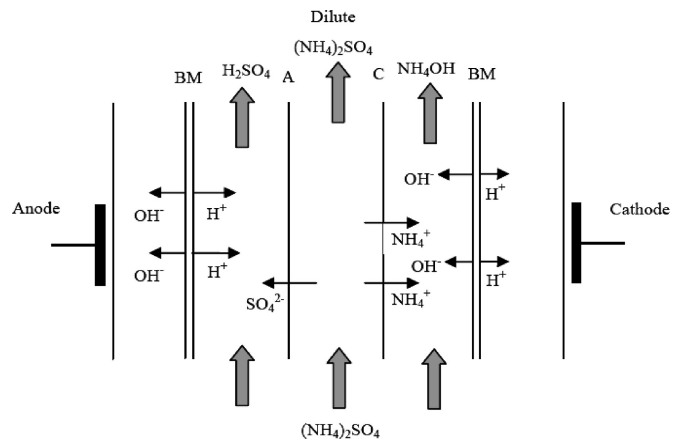 Dilute
(NH₄)₂SO₄
BM H₂SO₄ A C NH₄OH BM
OH⁻ H⁺
OH⁻ H⁺
Anode
NH₄⁺
Cathode
OH⁻ H⁺
OH⁻ H⁺
SO₄²⁻ NH₄⁺
(NH₄)₂SO₄